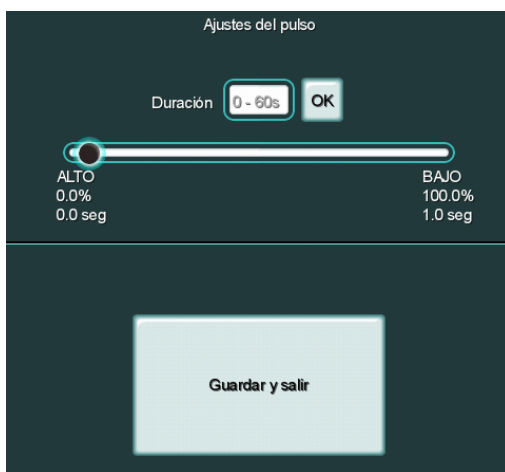 Ajustes del pulso
Duración 0 - 60s OK
ALTO BAJO
0.0% 100.0%
0.0 seg 1.0 seg
Guardar y salir